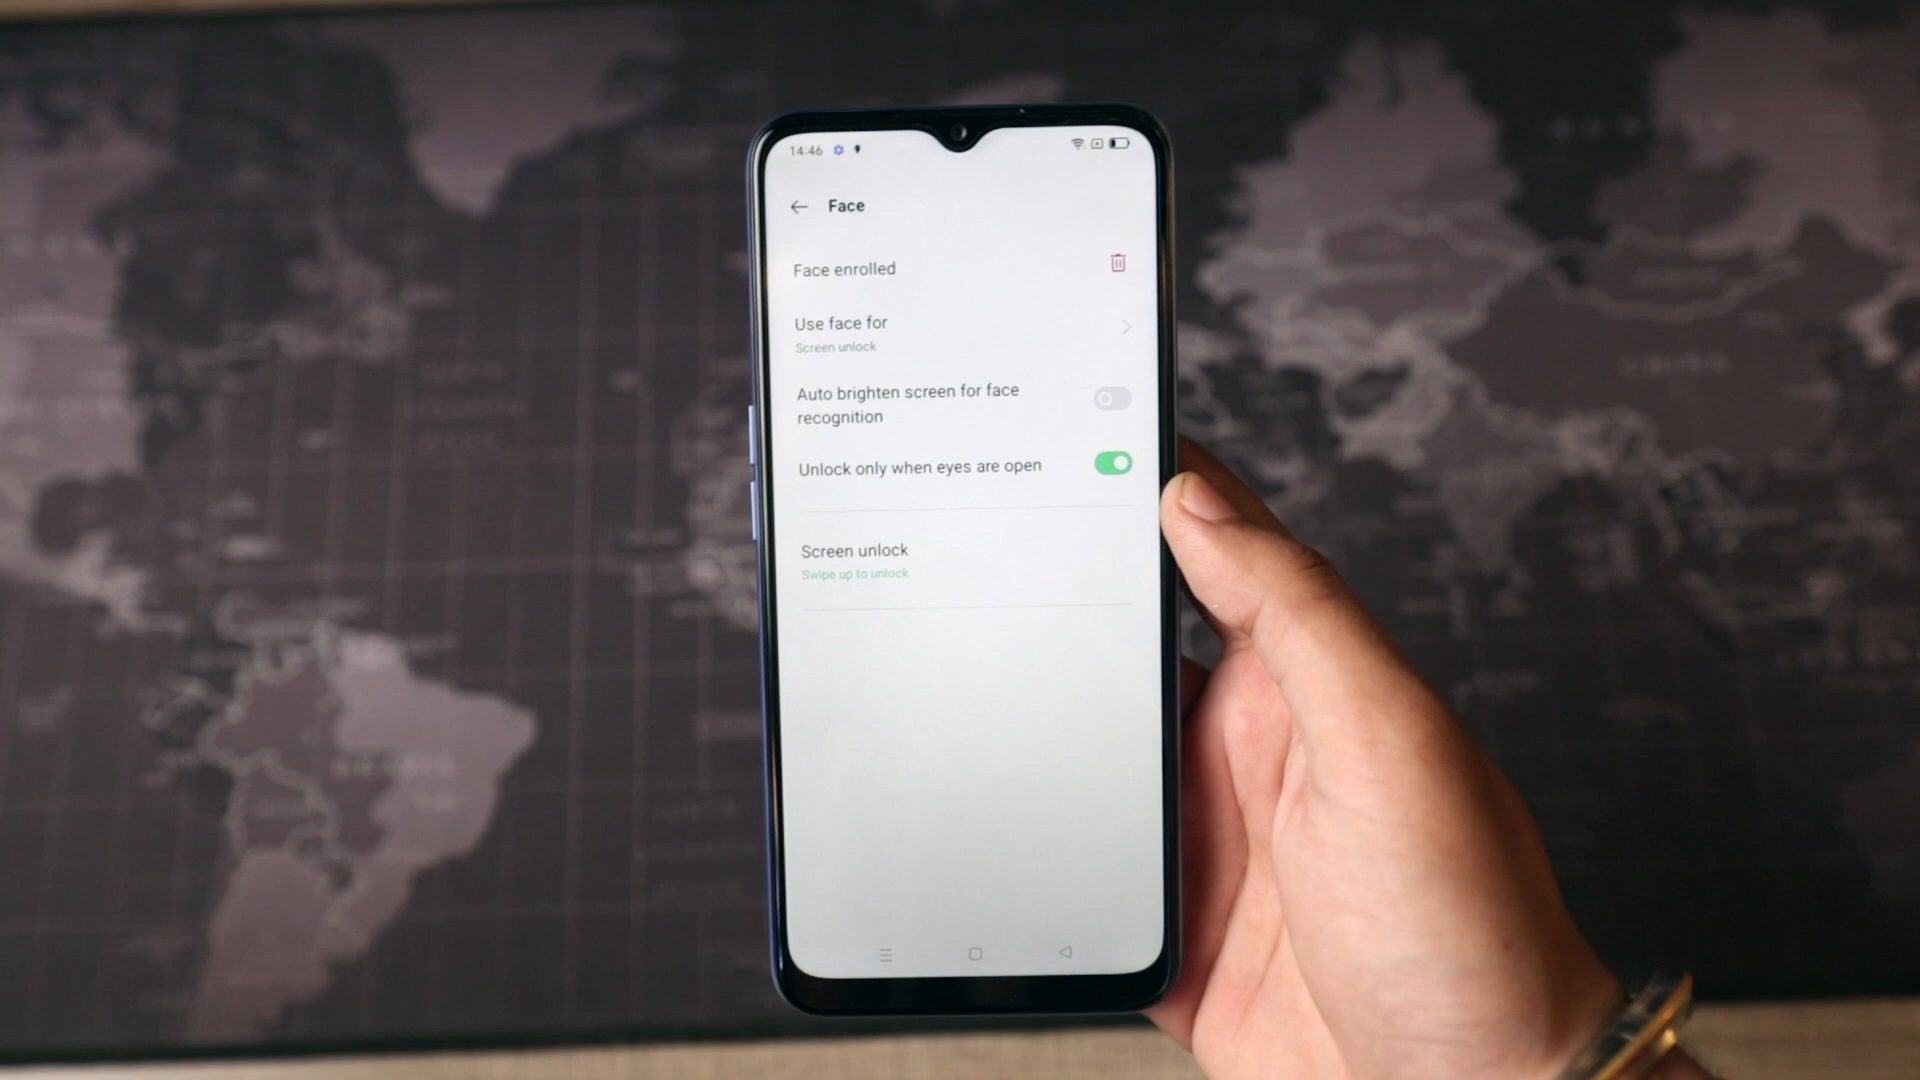 14:46
Face
Face enrolled
Use face for
Screen unlock
Auto brighten screen for face
recognition
Unlock only when eyes are open
Screen unlock
Swipe up to unlock